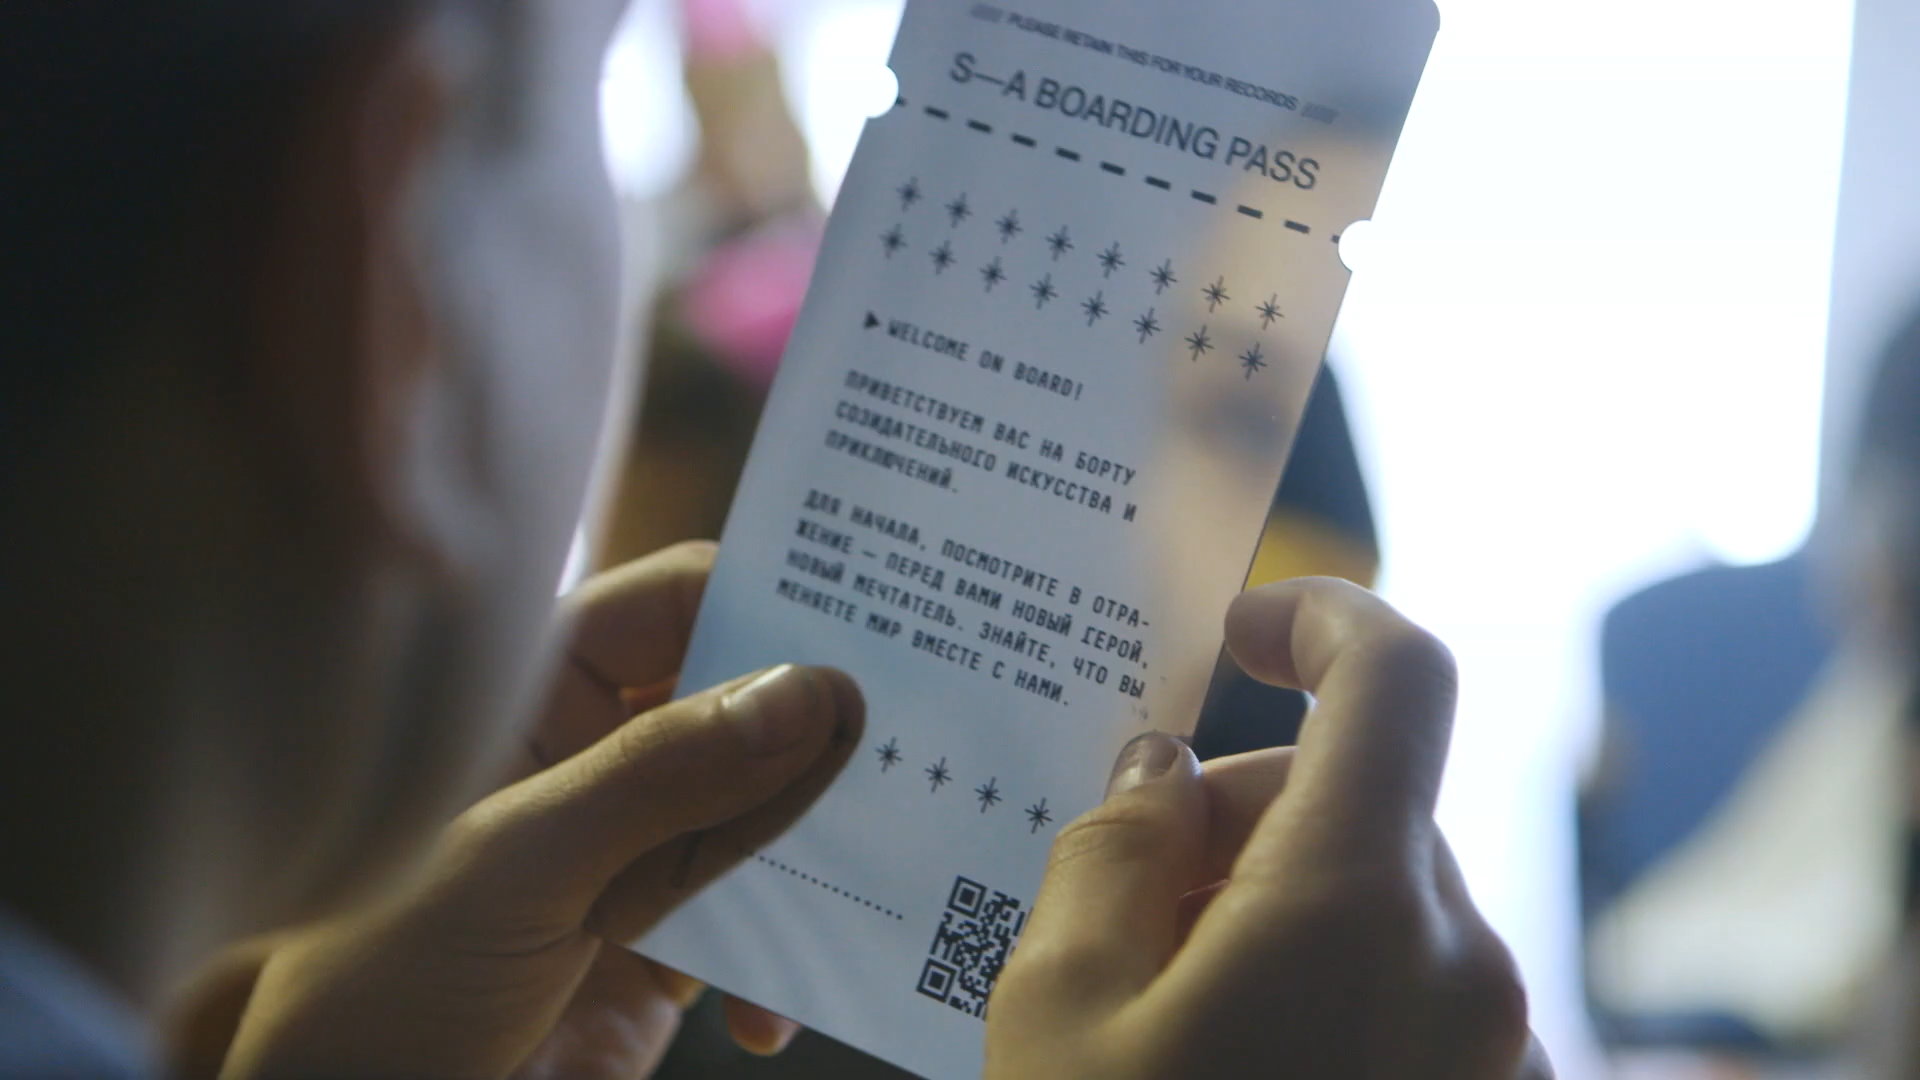 PLEASE RETAIN THIS FOR YOUR RECORDS
S—A BOARDING PASS
WELCOME ON BOARD!
ПРИВЕТСТВУЕМ ВАС НА БОРТУ
СОЗИДАТЕЛЬНОГО ИСКУССТВА И
ПРИКЛЮЧЕНИЙ.
ДЛЯ НАЧАЛА, ПОСМОТРИТЕ В ОТРА-
ЖЕНИЕ — ПЕРЕД ВАМИ НОВЫЙ ГЕРОЙ,
НОВЫЙ МЕЧТАТЕЛЬ. ЗНАЙТЕ, ЧТО ВЫ
МЕНЯЕТЕ МИР ВМЕСТЕ С НАМИ.